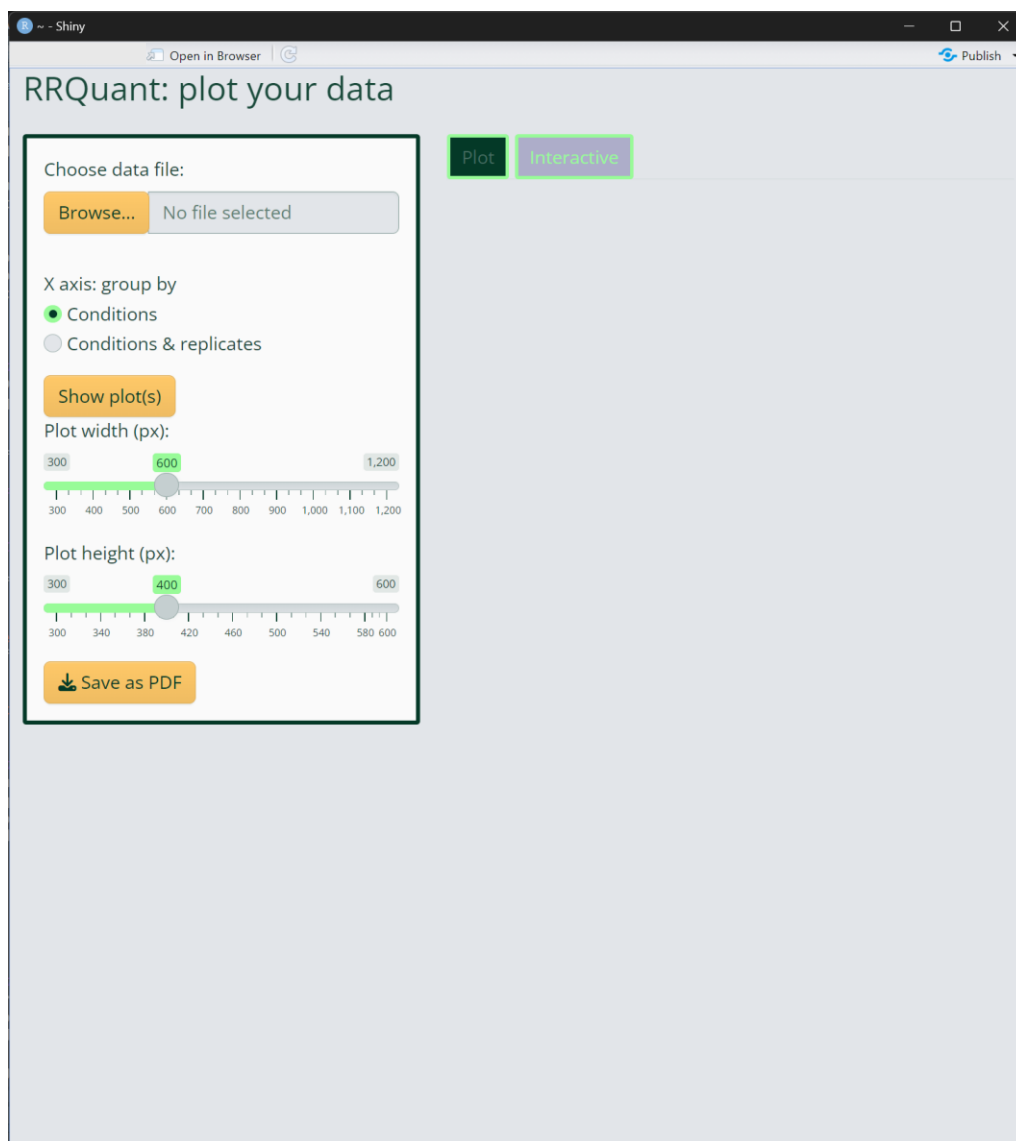 R ~ - Shiny
Open in Browser Publish
RRQuant: plot your data
Plot Interactive
Choose data file:
Browse... No file selected
X axis: group by
Conditions
Conditions & replicates
Show plot(s)
Plot width (px):
300 600 1,200
300 400 500 600 700 800 900 1,000 1,100 1,200
Plot height (px):
300 400 600
300 340 380 420 460 500 540 580 600
Save as PDF